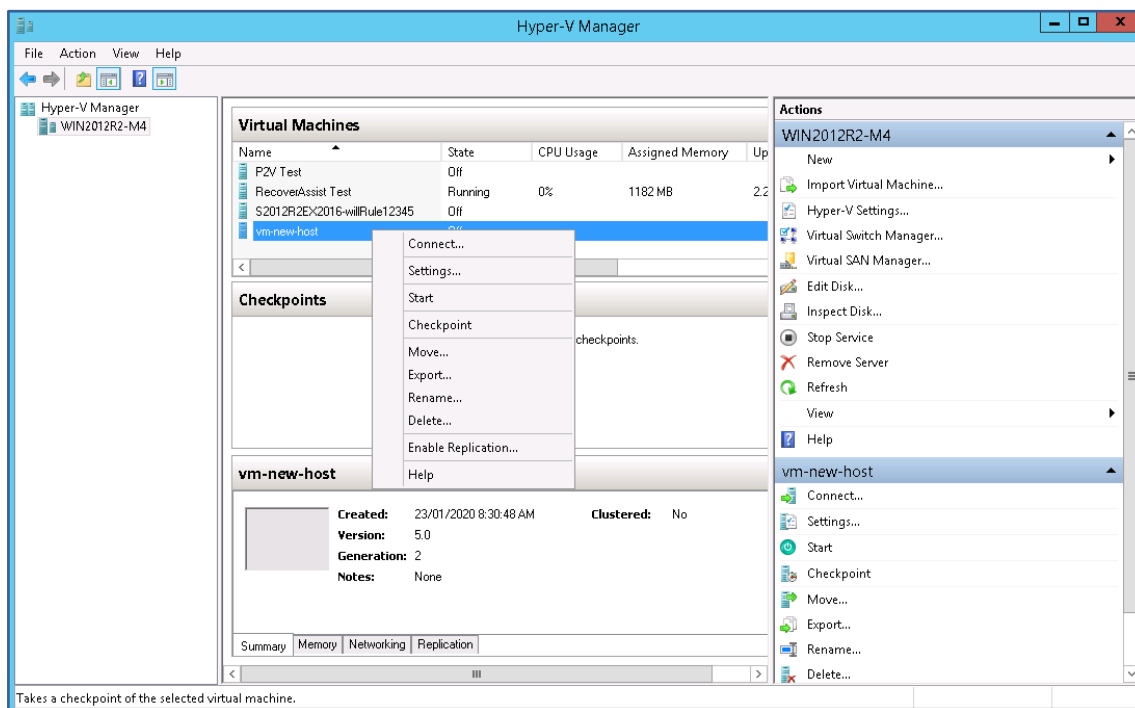 Hyper-V Manager
File Action View Help
Hyper-V Manager
WIN2012R2-M4
Virtual Machines
Name State CPU Usage Assigned Memory Up
P2V Test Off
RecoverAssist Test Running 0% 1182 MB 2.2
S2012R2EX2016-willRule12345 Off
vm-new-host Off
Connect...
Settings...
Start
Checkpoint
Move...
Export...
Rename...
Delete...
Enable Replication...
Help
Checkpoints
checkpoints.
vm-new-host
Created: 23/01/2020 8:30:48 AM Clustered: No
Version: 5.0
Generation: 2
Notes: None
Summary Memory Networking Replication
Actions
WIN2012R2-M4
New
Import Virtual Machine...
Hyper-V Settings...
Virtual Switch Manager...
Virtual SAN Manager...
Edit Disk...
Inspect Disk...
Stop Service
Remove Server
Refresh
View
Help
vm-new-host
Connect...
Settings...
Start
Checkpoint
Move...
Export...
Rename...
Delete...
Takes a checkpoint of the selected virtual machine.